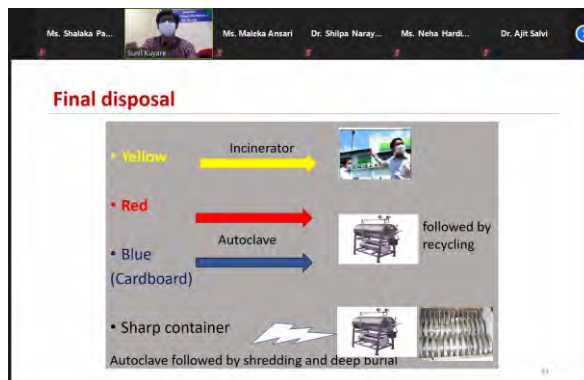 Ms. Shalaka Pa...
Sunil Kuyare
Ms. Maleka Ansari
Dr. Shilpa Naray...
Ms. Neha Hardi...
Dr. Ajit Salvi
Final disposal
• Yellow
Incinerator
• Red
Autoclave
followed by
recycling
• Blue
(Cardboard)
• Sharp container
Autoclave followed by shredding and deep burial